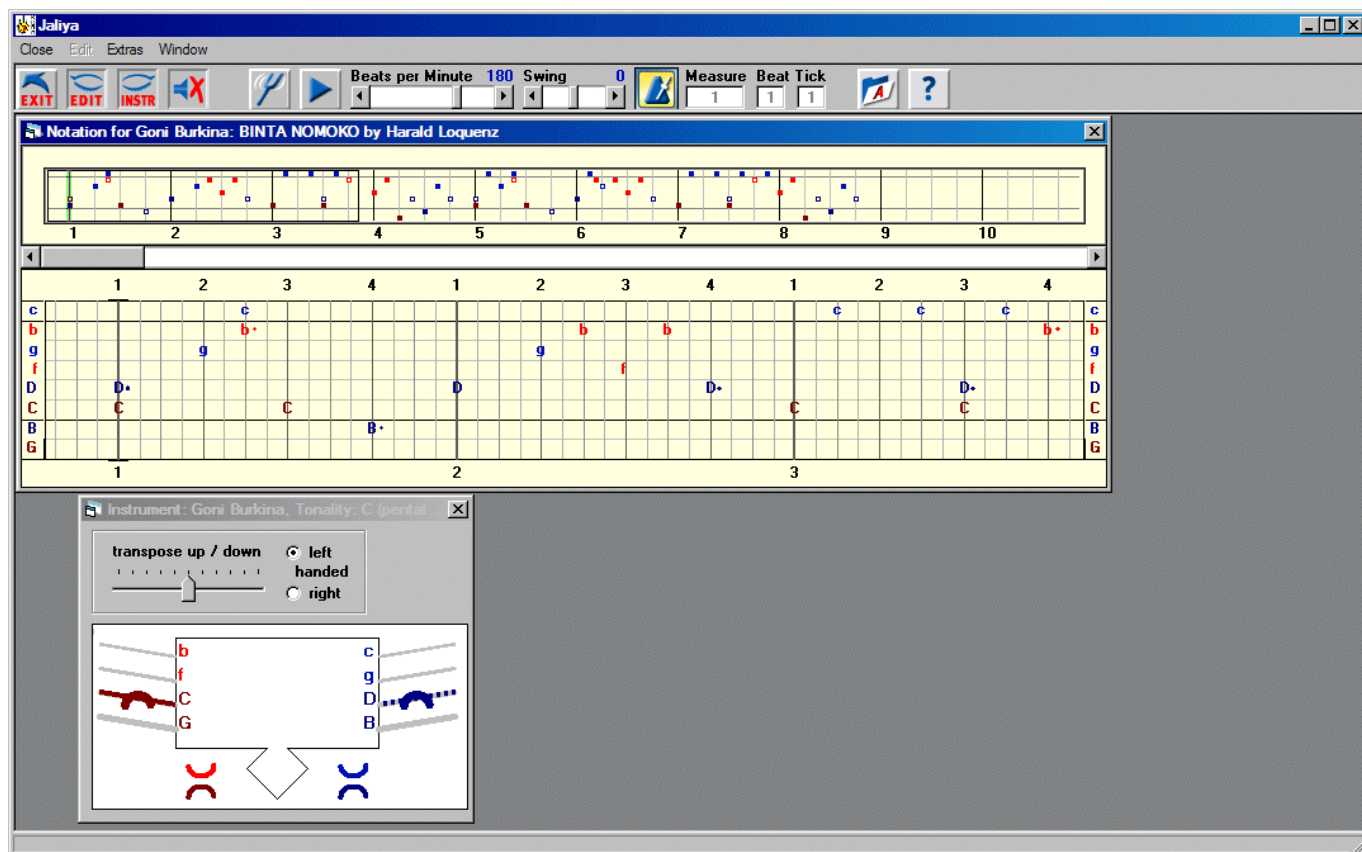 Jaliya
Close Edit Extras Window
EXIT EDIT INSTR Beats per Minute 180 Swing 0 Measure Beat Tick
1 1 1 A ?
Notation for Goni Burkina: BINTA NOMOKO by Harald Loquenz
1 2 3 4 5 6 7 8 9 10
1 2 3 4 1 2 3 4 1 2 3 4
c c c c c c
b b b b b b
g g g g
f f f
D D D D D D
C C C C C C
B B B
G G
1 2 3
Instrument: Goni Burkina, Tonality: C (pentat...
transpose up / down left
handed
right
b c
f g
C D
G B